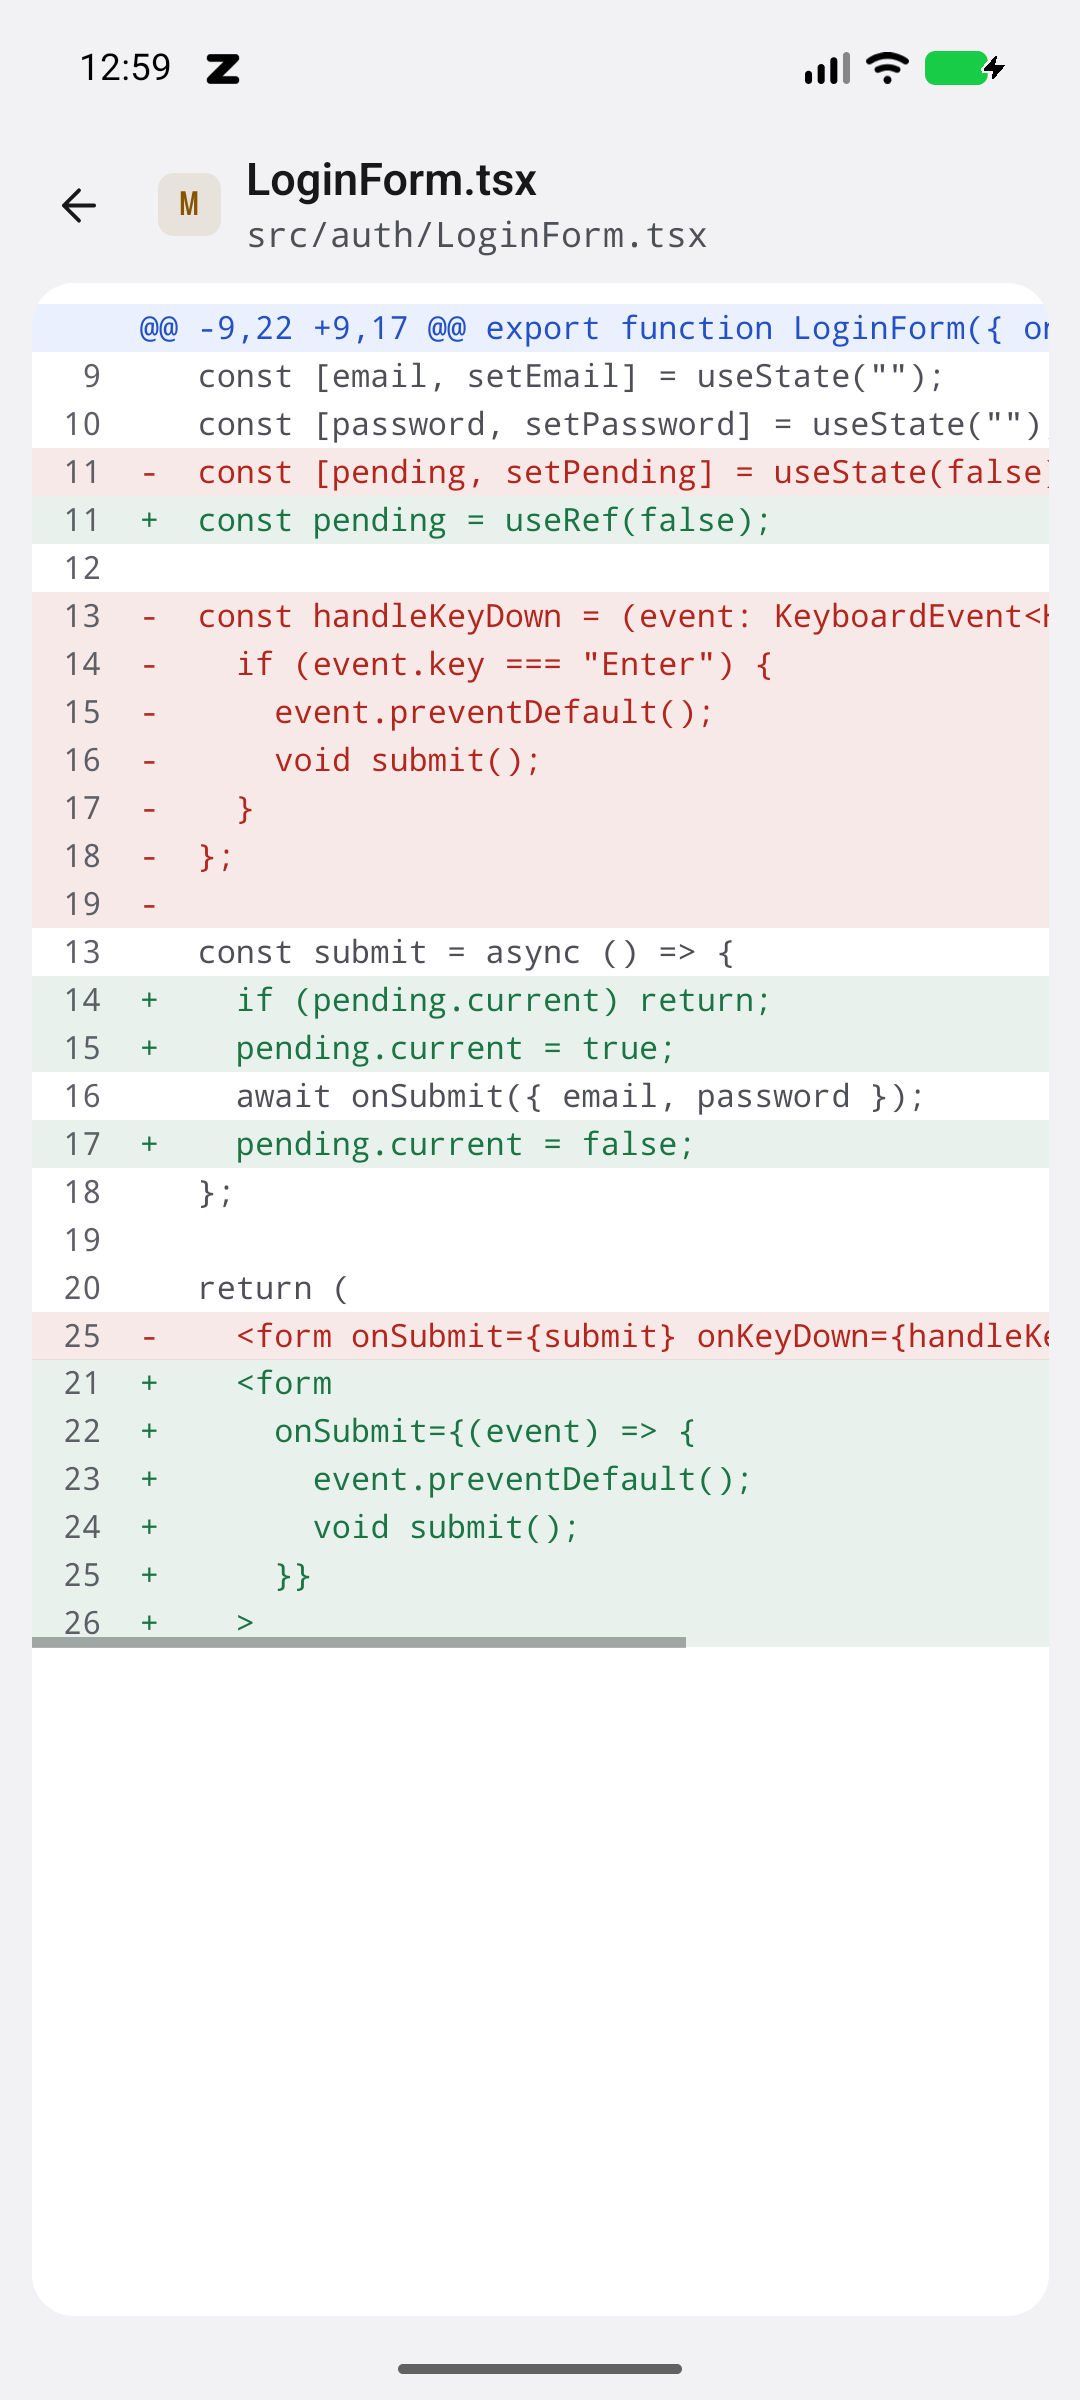 12:59 Z
M
LoginForm.tsx
src/auth/LoginForm.tsx
@@ -9,22 +9,17 @@ export function LoginForm({ on
9 const [email, setEmail] = useState("");
10 const [password, setPassword] = useState("")
11 - const [pending, setPending] = useState(false)
11 + const pending = useRef(false);
12
13 - const handleKeyDown = (event: KeyboardEvent<H
14 - if (event.key === "Enter") {
15 - event.preventDefault();
16 - void submit();
17 - }
18 - };
19 -
13 const submit = async () => {
14 + if (pending.current) return;
15 + pending.current = true;
16 await onSubmit({ email, password });
17 + pending.current = false;
18 };
19
20 return (
25 - <form onSubmit={submit} onKeyDown={handleKe
21 + <form
22 + onSubmit={(event) => {
23 + event.preventDefault();
24 + void submit();
25 + }}
26 + >